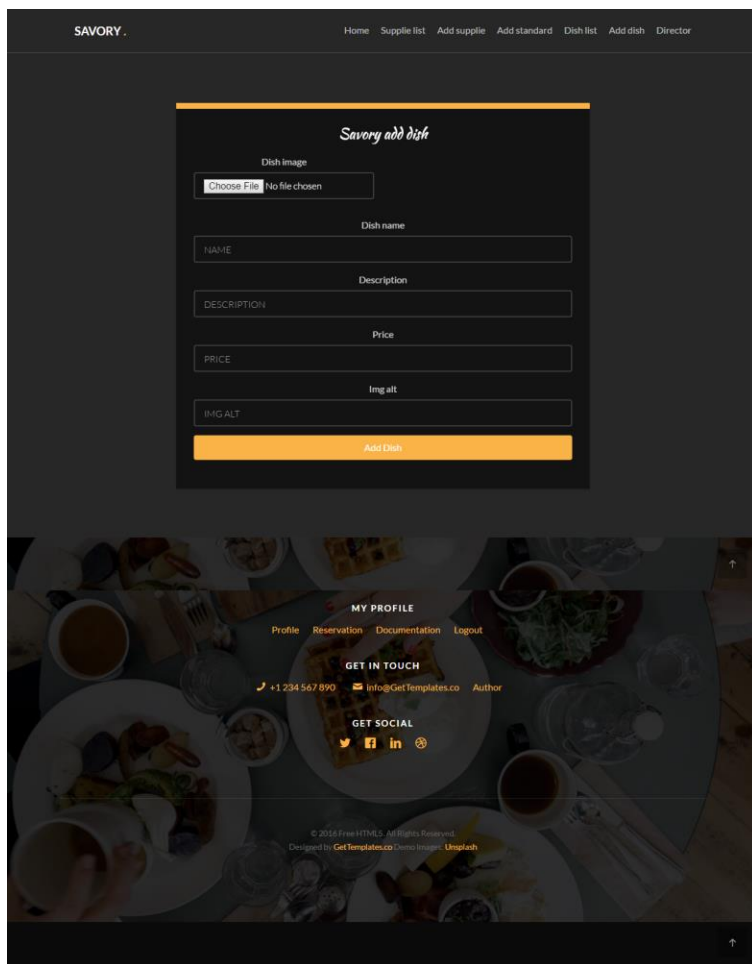 SAVORY .
Home Supplie list Add supplie Add standard Dish list Add dish Director
Savory add dish
Dish image
Choose File No file chosen
Dish name
NAME
Description
DESCRIPTION
Price
PRICE
Img alt
IMG ALT
Add Dish
MY PROFILE
Profile Reservation Documentation Logout
GET IN TOUCH
+1 234 567 890 info@GetTemplates.co Author
GET SOCIAL
© 2016 Free HTML5. All Rights Reserved.
Designed by GetTemplates.co Demo Images: Unsplash